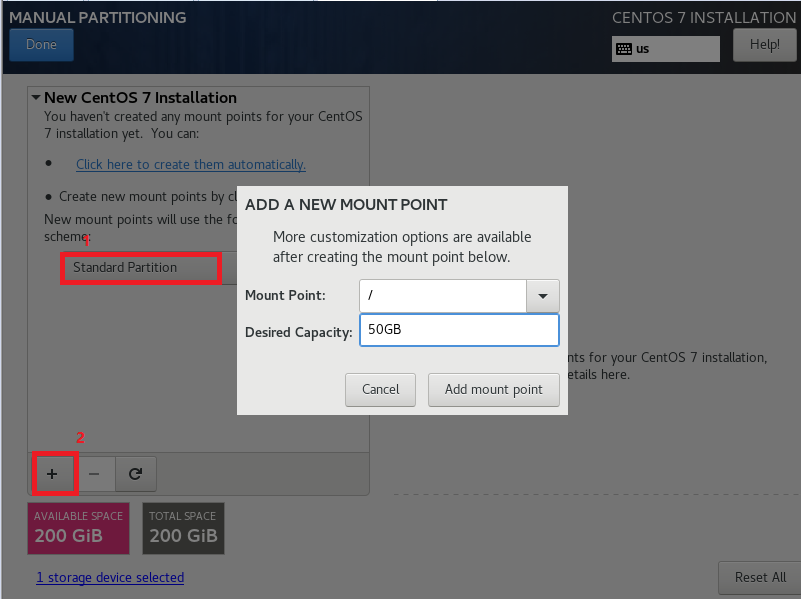 MANUAL PARTITIONING
CENTOS 7 INSTALLATION
Done
us
Help!
New CentOS 7 Installation
You haven't created any mount points for your CentOS
7 installation yet. You can:
• Click here to create them automatically.
• Create new mount points by cl
New mount points will use the fo
scheme:
1
Standard Partition
ADD A NEW MOUNT POINT
More customization options are available
after creating the mount point below.
Mount Point: /
Desired Capacity: 50GB
Cancel
Add mount point
nts for your CentOS 7 installation,
etails here.
2
+ −
AVAILABLE SPACE
200 GiB
TOTAL SPACE
200 GiB
1 storage device selected
Reset All